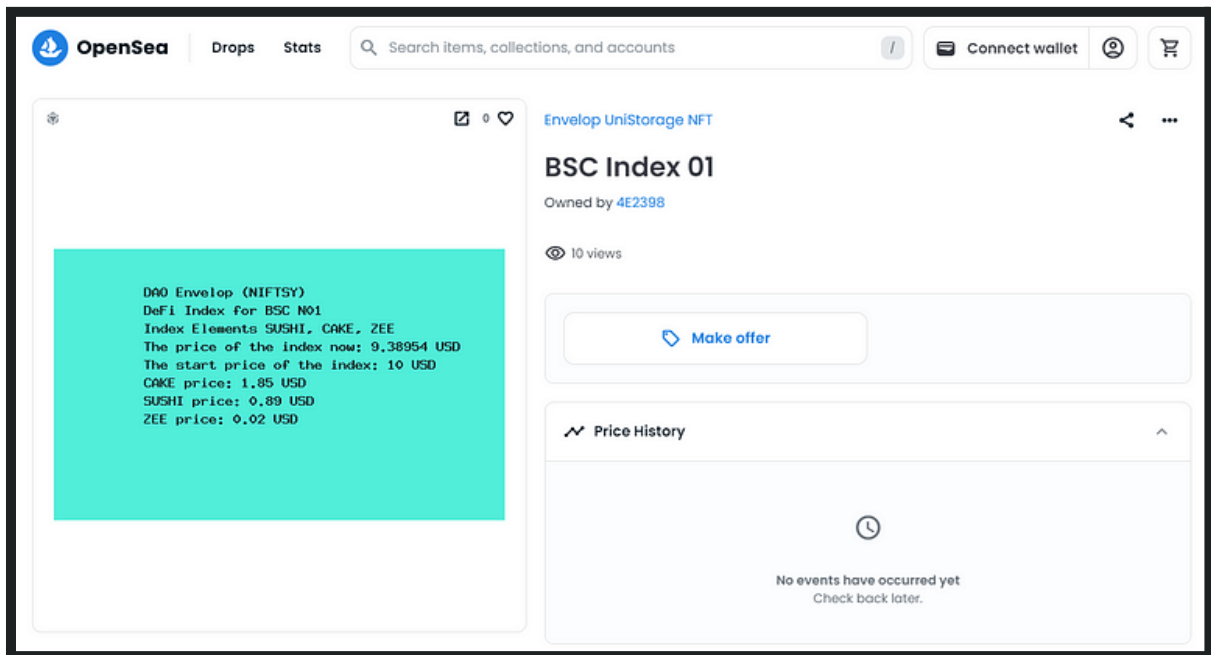 OpenSea
Drops
Stats
Search items, collections, and accounts
/
Connect wallet
0
Envelop UniStorage NFT
BSC Index 01
Owned by 4E2398
10 views
DAO Envelop (NIFTSY)
DeFi Index for BSC №1
Index Elements SUSHI, CAKE, ZEE
The price of the index now: 9.38954 USD
The start price of the index: 10 USD
CAKE price: 1.85 USD
SUSHI price: 0.89 USD
ZEE price: 0.02 USD
Make offer
Price History
No events have occurred yet
Check back later.